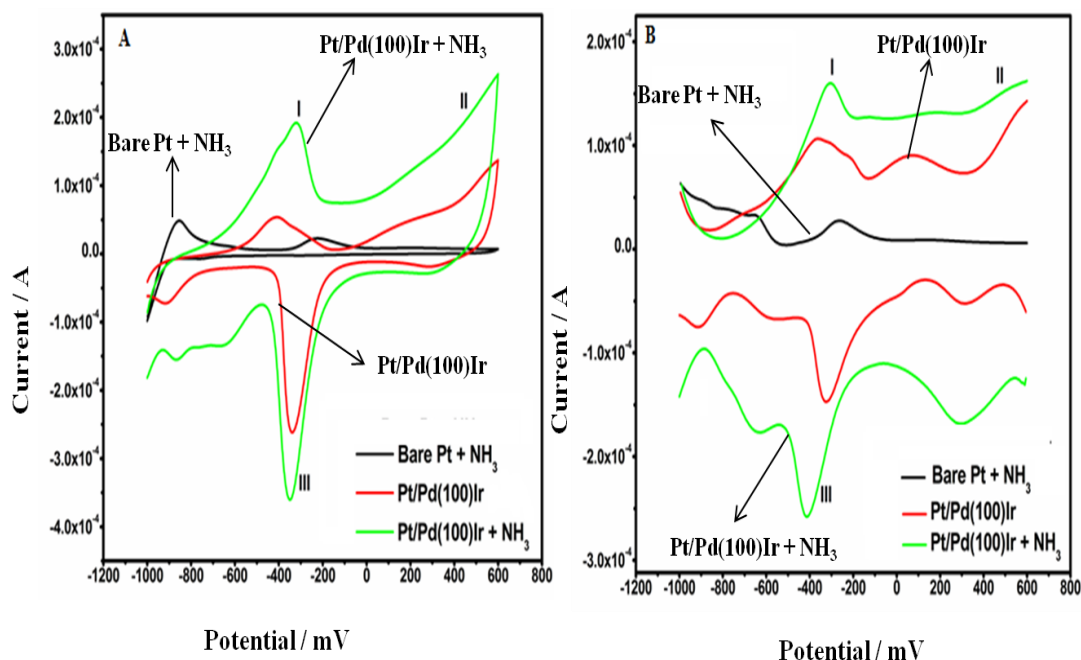 A
Pt/Pd(100)Ir + NH₃
I
II
Bare Pt + NH₃
Pt/Pd(100)Ir
III
Bare Pt + NH₃
Pt/Pd(100)Ir
Pt/Pd(100)Ir + NH₃
3.0x10⁻⁴
2.0x10⁻⁴
1.0x10⁻⁴
0.0
-1.0x10⁻⁴
-2.0x10⁻⁴
-3.0x10⁻⁴
-4.0x10⁻⁴
Current / A
-1200 -1000 -800 -600 -400 -200 0 200 400 600 800
Potential / mV
B
Pt/Pd(100)Ir
I
II
Bare Pt + NH₃
III
Pt/Pd(100)Ir + NH₃
Bare Pt + NH₃
Pt/Pd(100)Ir
Pt/Pd(100)Ir + NH₃
2.0x10⁻⁴
1.0x10⁻⁴
0.0
-1.0x10⁻⁴
-2.0x10⁻⁴
-3.0x10⁻⁴
Current / A
-1200 -1000 -800 -600 -400 -200 0 200 400 600 800
Potential / mV